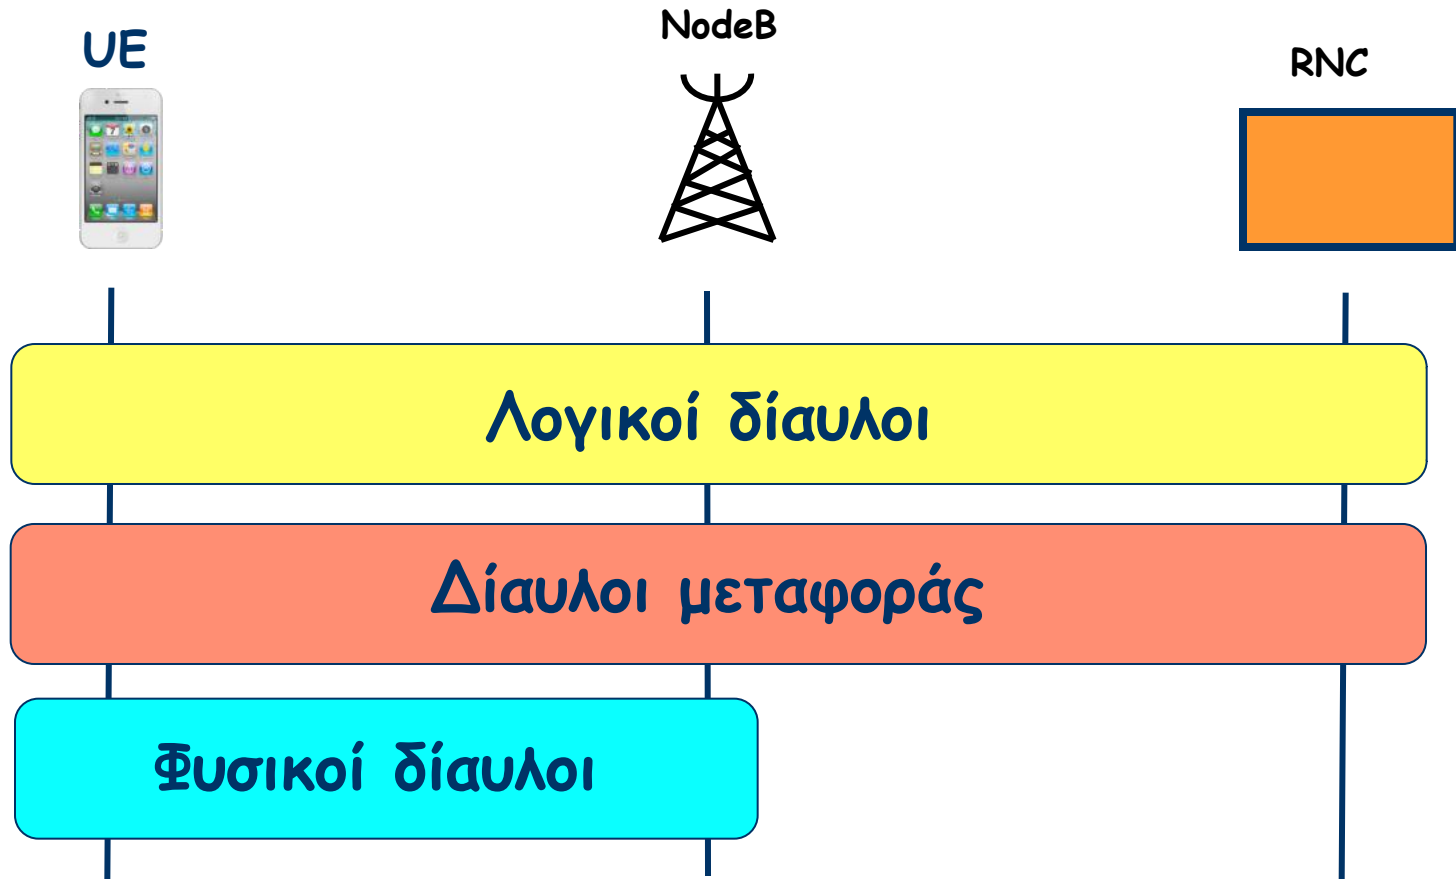 UE
NodeB
RNC
Λογικοί δίαυλοι
Δίαυλοι μεταφοράς
Φυσικοί δίαυλοι